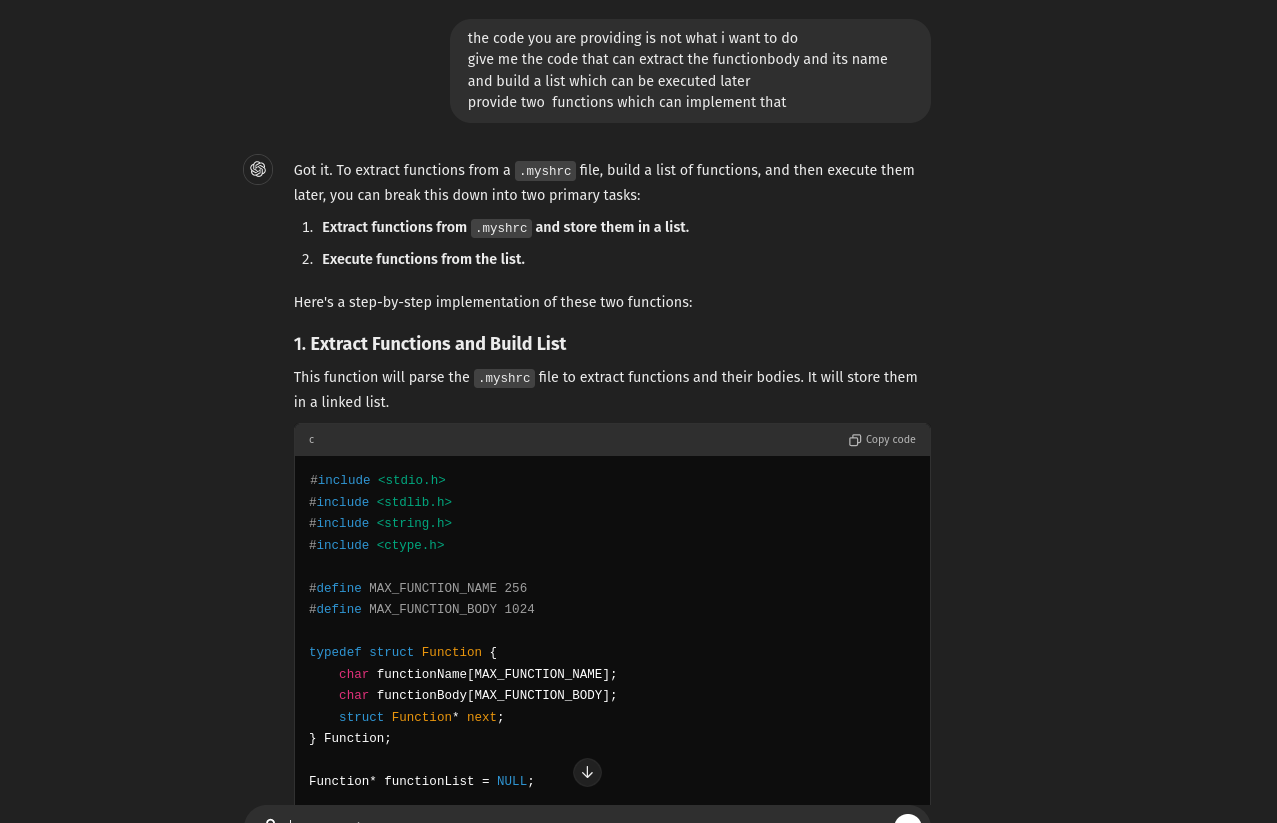 the code you are providing is not what i want to do
give me the code that can extract the functionbody and its name
and build a list which can be executed later
provide two  functions which can implement that
Got it. To extract functions from a .myshrc file, build a list of functions, and then execute them
later, you can break this down into two primary tasks:
1. Extract functions from .myshrc and store them in a list.
2. Execute functions from the list.
Here's a step-by-step implementation of these two functions:
1. Extract Functions and Build List
This function will parse the .myshrc file to extract functions and their bodies. It will store them
in a linked list.
c Copy code
#include <stdio.h>
#include <stdlib.h>
#include <string.h>
#include <ctype.h>
#define MAX_FUNCTION_NAME 256
#define MAX_FUNCTION_BODY 1024
typedef struct Function {
    char functionName[MAX_FUNCTION_NAME];
    char functionBody[MAX_FUNCTION_BODY];
    struct Function* next;
} Function;
Function* functionList = NULL;